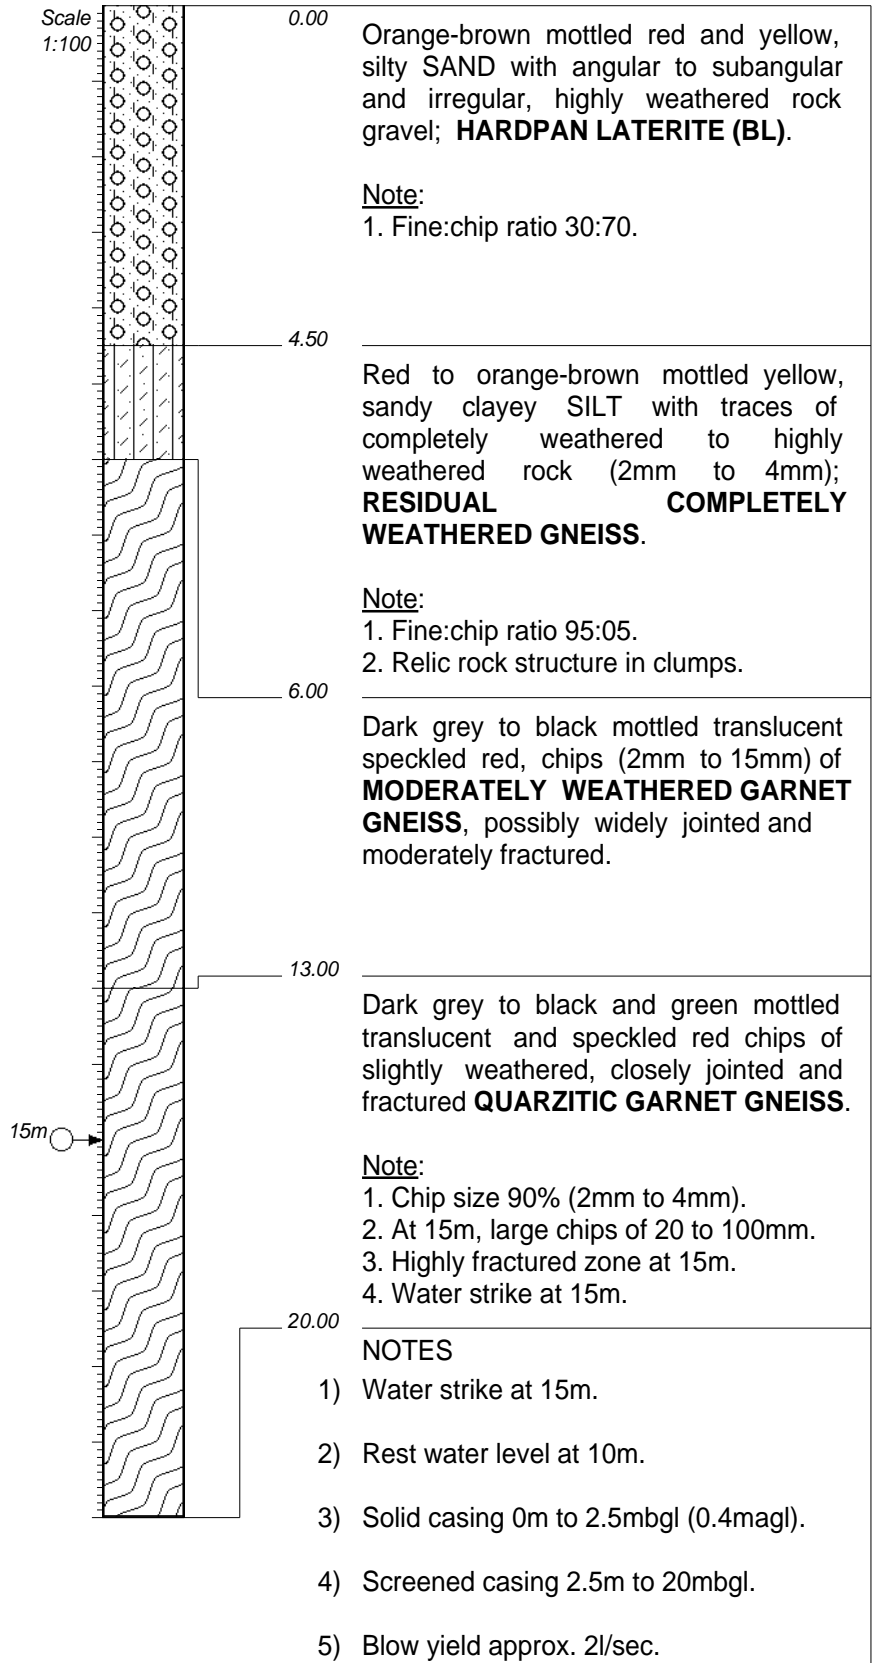 Scale
1:100
0.00
Orange-brown mottled red and yellow,
silty SAND with angular to subangular
and irregular, highly weathered rock
gravel; HARDPAN LATERITE (BL).
Note:
1. Fine:chip ratio 30:70.
4.50
Red to orange-brown mottled yellow,
sandy clayey SILT with traces of
completely weathered to highly
weathered rock (2mm to 4mm);
RESIDUAL COMPLETELY
WEATHERED GNEISS.
Note:
1. Fine:chip ratio 95:05.
2. Relic rock structure in clumps.
6.00
Dark grey to black mottled translucent
speckled red, chips (2mm to 15mm) of
MODERATELY WEATHERED GARNET
GNEISS, possibly widely jointed and
moderately fractured.
13.00
Dark grey to black and green mottled
translucent and speckled red chips of
slightly weathered, closely jointed and
fractured QUARZITIC GARNET GNEISS.
15m
Note:
1. Chip size 90% (2mm to 4mm).
2. At 15m, large chips of 20 to 100mm.
3. Highly fractured zone at 15m.
4. Water strike at 15m.
20.00
NOTES
1) Water strike at 15m.
2) Rest water level at 10m.
3) Solid casing 0m to 2.5mbgl (0.4magl).
4) Screened casing 2.5m to 20mbgl.
5) Blow yield approx. 2l/sec.